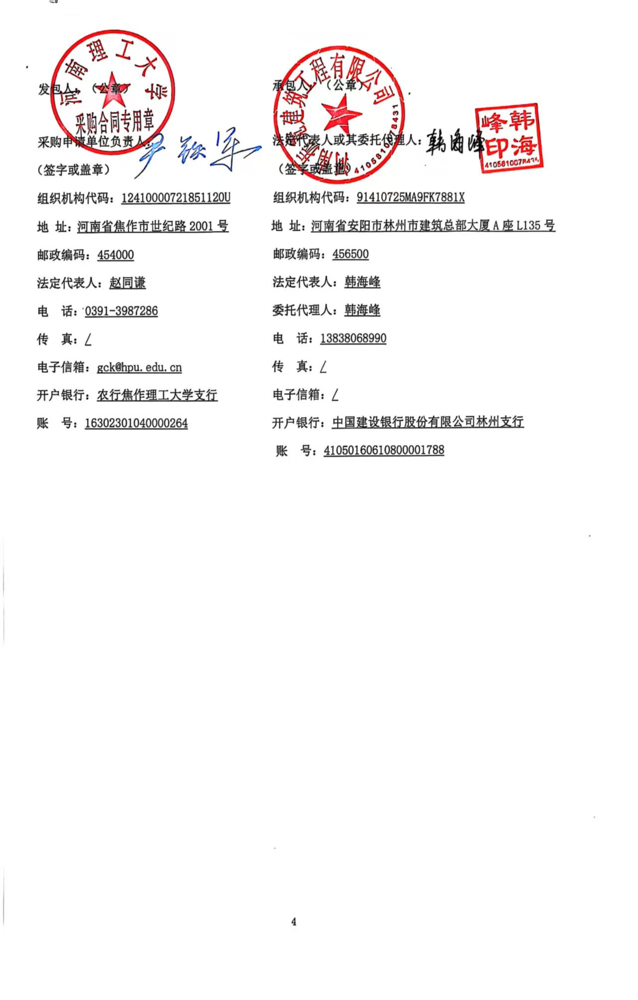 河南理工大学
采购合同专用章
发包人：（公章）
采购申请单位负责人：
（签字或盖章）
组织机构代码：12410000721851120U
地 址：河南省焦作市世纪路 2001 号
邮政编码：454000
法定代表人：赵同谦
电 话：0391-3987286
传 真：/
电子信箱：gck@hpu.edu.cn
开户银行：农行焦作理工大学支行
账 号：16302301040000264
建筑工程有限公司
4105810078431
承包人：（公章）
法定代表人或其委托代理人：韩海峰
韩海峰印
（签字或盖章）
组织机构代码：91410725MA9FK7881X
地 址：河南省安阳市林州市建筑总部大厦 A 座 L135 号
邮政编码：456500
法定代表人：韩海峰
委托代理人：韩海峰
电 话：13838068990
传 真：/
电子信箱：/
开户银行：中国建设银行股份有限公司林州支行
账 号：41050160610800001788
4